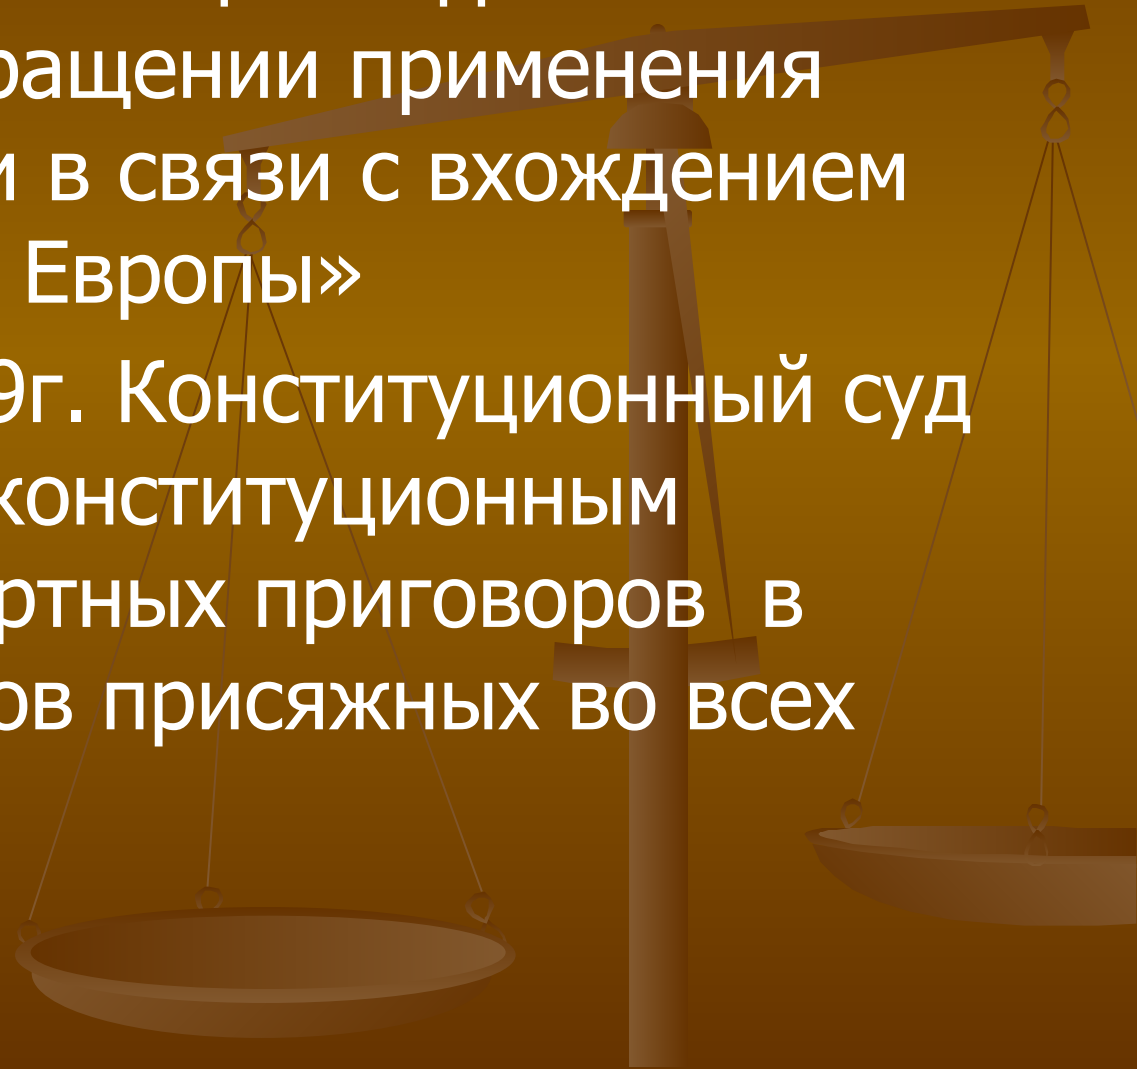 ращении применения
и в связи с вхождением
Европы»
9г. Конституционный суд
конституционным
ртных приговоров в
ов присяжных во всех